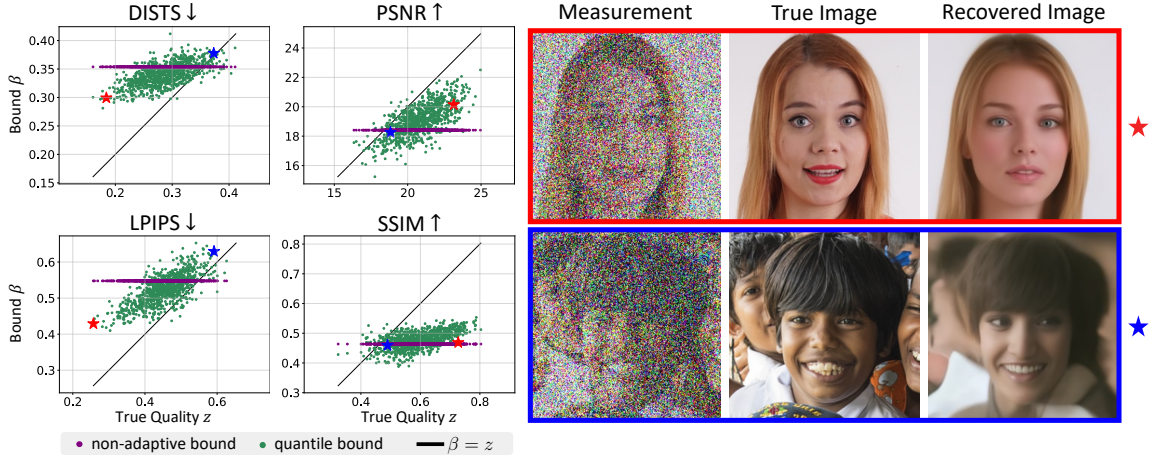 DISTS ↓
PSNR ↑
Measurement
True Image
Recovered Image
Bound β
0.40
0.35
0.30
0.25
0.20
0.15
0.2
0.3
0.4
24
22
20
18
16
15
20
25
LPIPS ↓
SSIM ↑
Bound β
0.6
0.5
0.4
0.3
0.2
0.4
0.6
True Quality z
0.8
0.7
0.6
0.5
0.4
0.3
0.4
0.6
0.8
True Quality z
non-adaptive bound
quantile bound
β = z